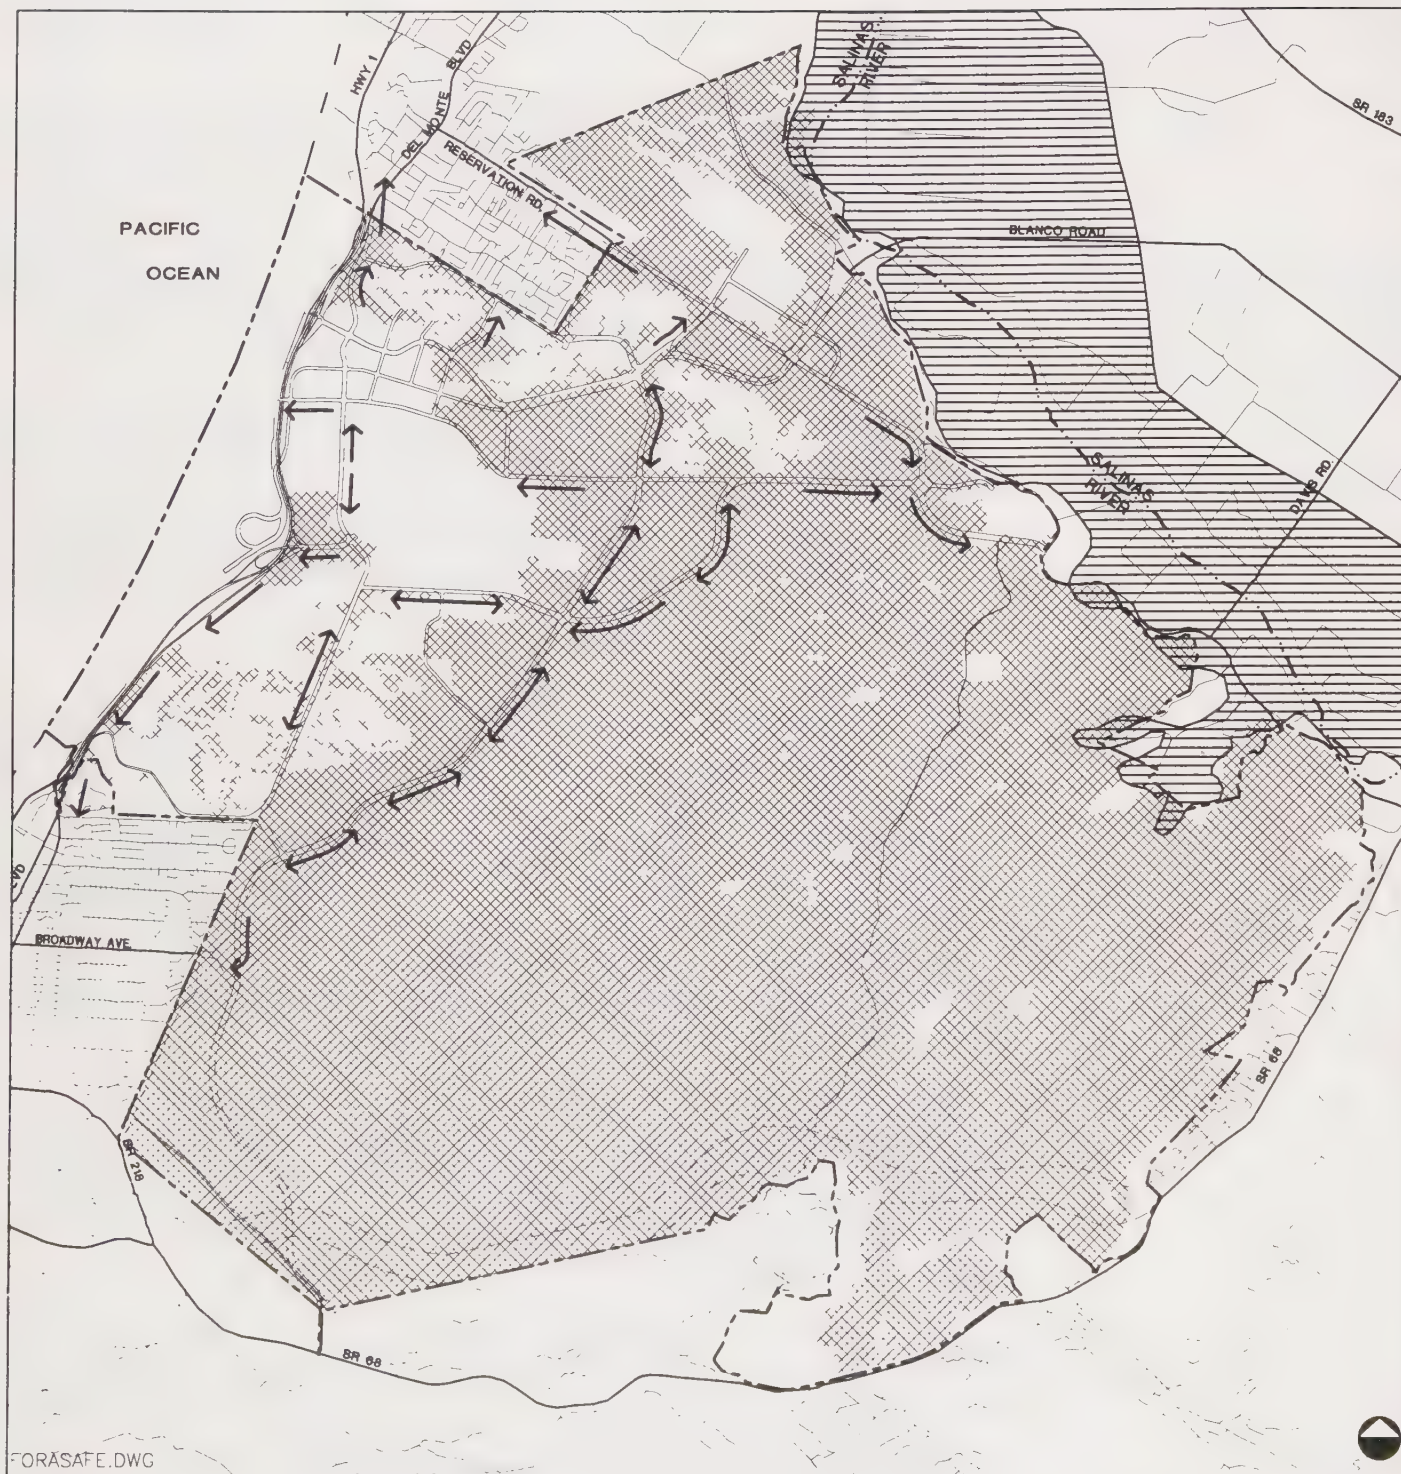 HWY 1
DEL MONTE BLVD
RESERVATION RD.
SALINAS
RIVER
SR 183
PACIFIC
OCEAN
BLANCO ROAD
SALINAS
RIVER
DAVIS RD.
BROADWAY AVE.
SR 218
SR 68
SR 68
FORASAFE.DWG